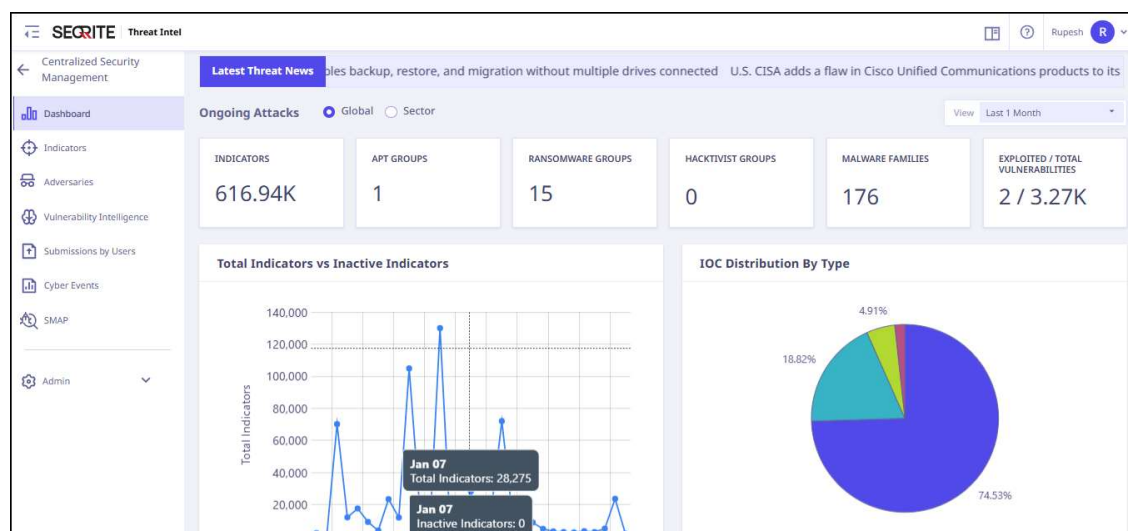 SEQRITE Threat Intel
Rupesh R
Centralized Security
Management
Dashboard
Indicators
Adversaries
Vulnerability Intelligence
Submissions by Users
Cyber Events
SMAP
Admin
Latest Threat News bles backup, restore, and migration without multiple drives connected U.S. CISA adds a flaw in Cisco Unified Communications products to its
Ongoing Attacks Global Sector
View Last 1 Month
INDICATORS
616.94K
APT GROUPS
1
RANSOMWARE GROUPS
15
HACKTIVIST GROUPS
0
MALWARE FAMILIES
176
EXPLOITED / TOTAL
VULNERABILITIES
2 / 3.27K
Total Indicators vs Inactive Indicators
Total Indicators
140,000
120,000
100,000
80,000
60,000
40,000
20,000
Jan 07
Total Indicators: 28,275
Jan 07
Inactive Indicators: 0
IOC Distribution By Type
4.91%
18.82%
74.53%